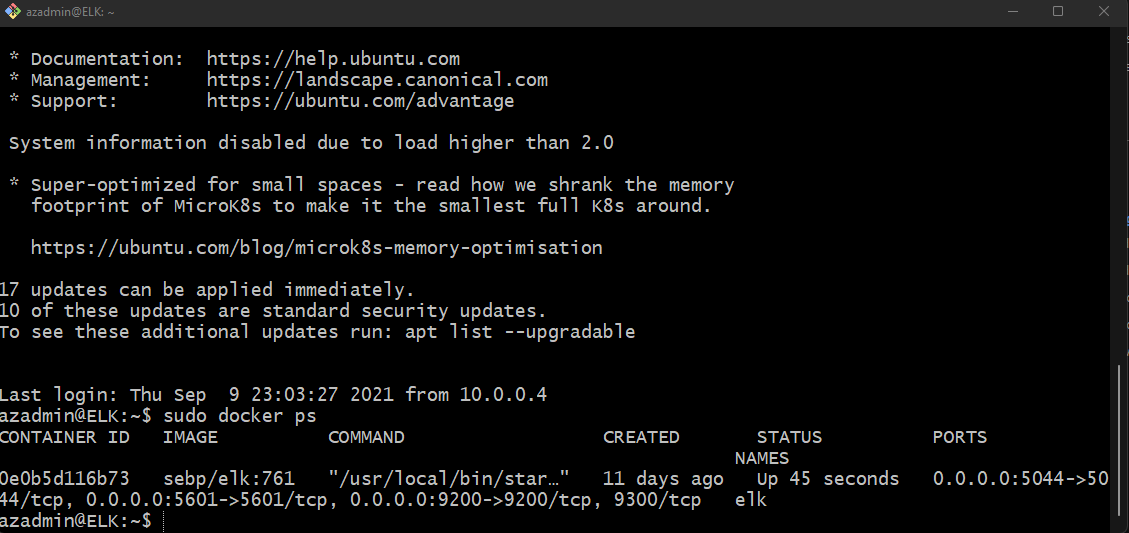 azadmin@ELK: ~
* Documentation:  https://help.ubuntu.com
* Management:     https://landscape.canonical.com
* Support:        https://ubuntu.com/advantage
System information disabled due to load higher than 2.0
* Super-optimized for small spaces - read how we shrank the memory
footprint of MicroK8s to make it the smallest full K8s around.
https://ubuntu.com/blog/microk8s-memory-optimisation
17 updates can be applied immediately.
10 of these updates are standard security updates.
To see these additional updates run: apt list --upgradable
Last login: Thu Sep  9 23:03:27 2021 from 10.0.0.4
azadmin@ELK:~$ sudo docker ps
CONTAINER ID   IMAGE          COMMAND                  CREATED       STATUS          PORTS
NAMES
0e0b5d116b73   sebp/elk:761   "/usr/local/bin/star…"   11 days ago   Up 45 seconds   0.0.0.0:5044->50
44/tcp, 0.0.0.0:5601->5601/tcp, 0.0.0.0:9200->9200/tcp, 9300/tcp   elk
azadmin@ELK:~$